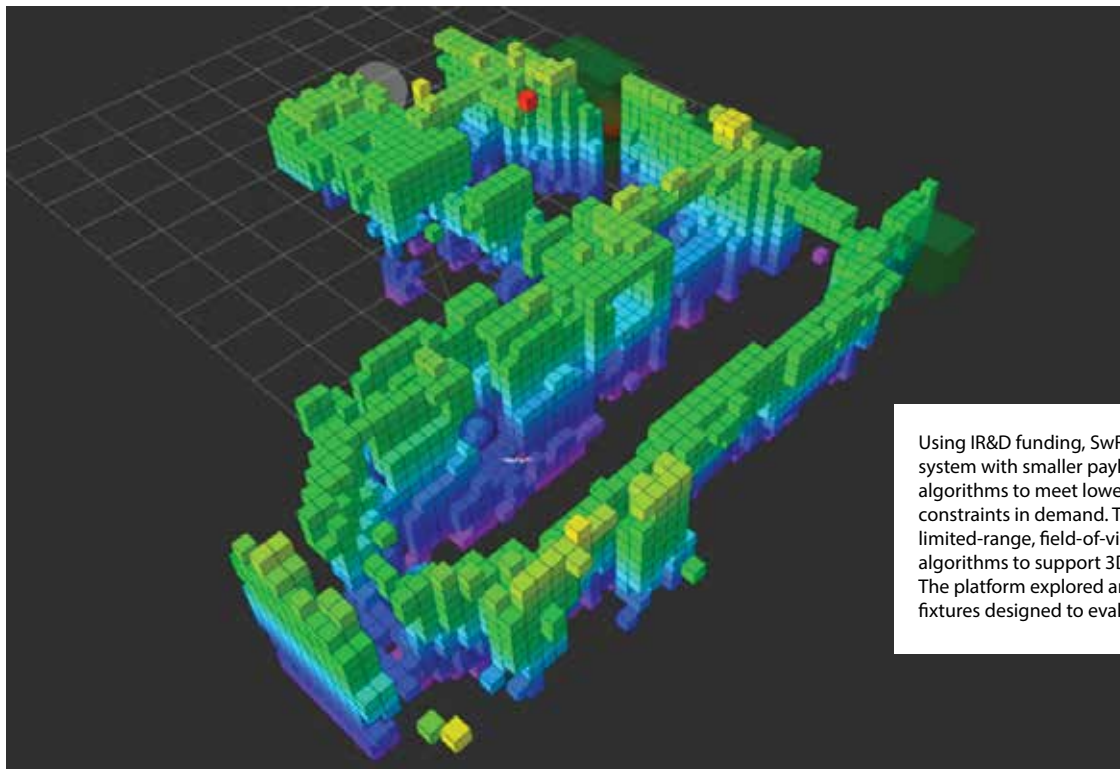 Using IR&D funding, SwR
system with smaller payl
algorithms to meet lowe
constraints in demand. T
limited-range, field-of-vi
algorithms to support 3D
The platform explored ar
fixtures designed to eval